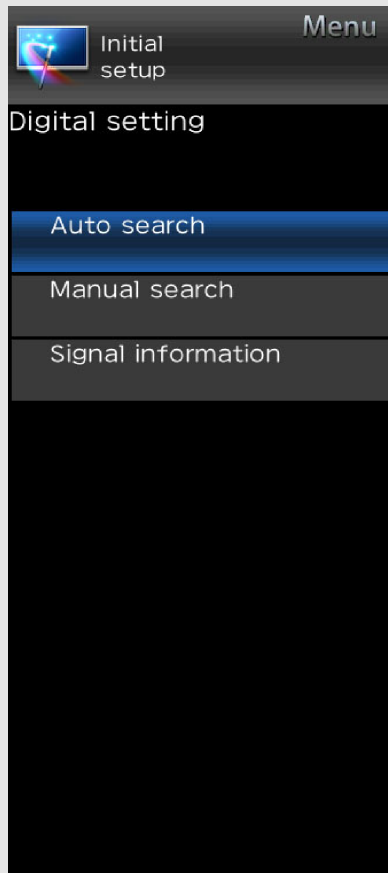 Menu
Initial
setup
Digital setting
Auto search
Manual search
Signal information